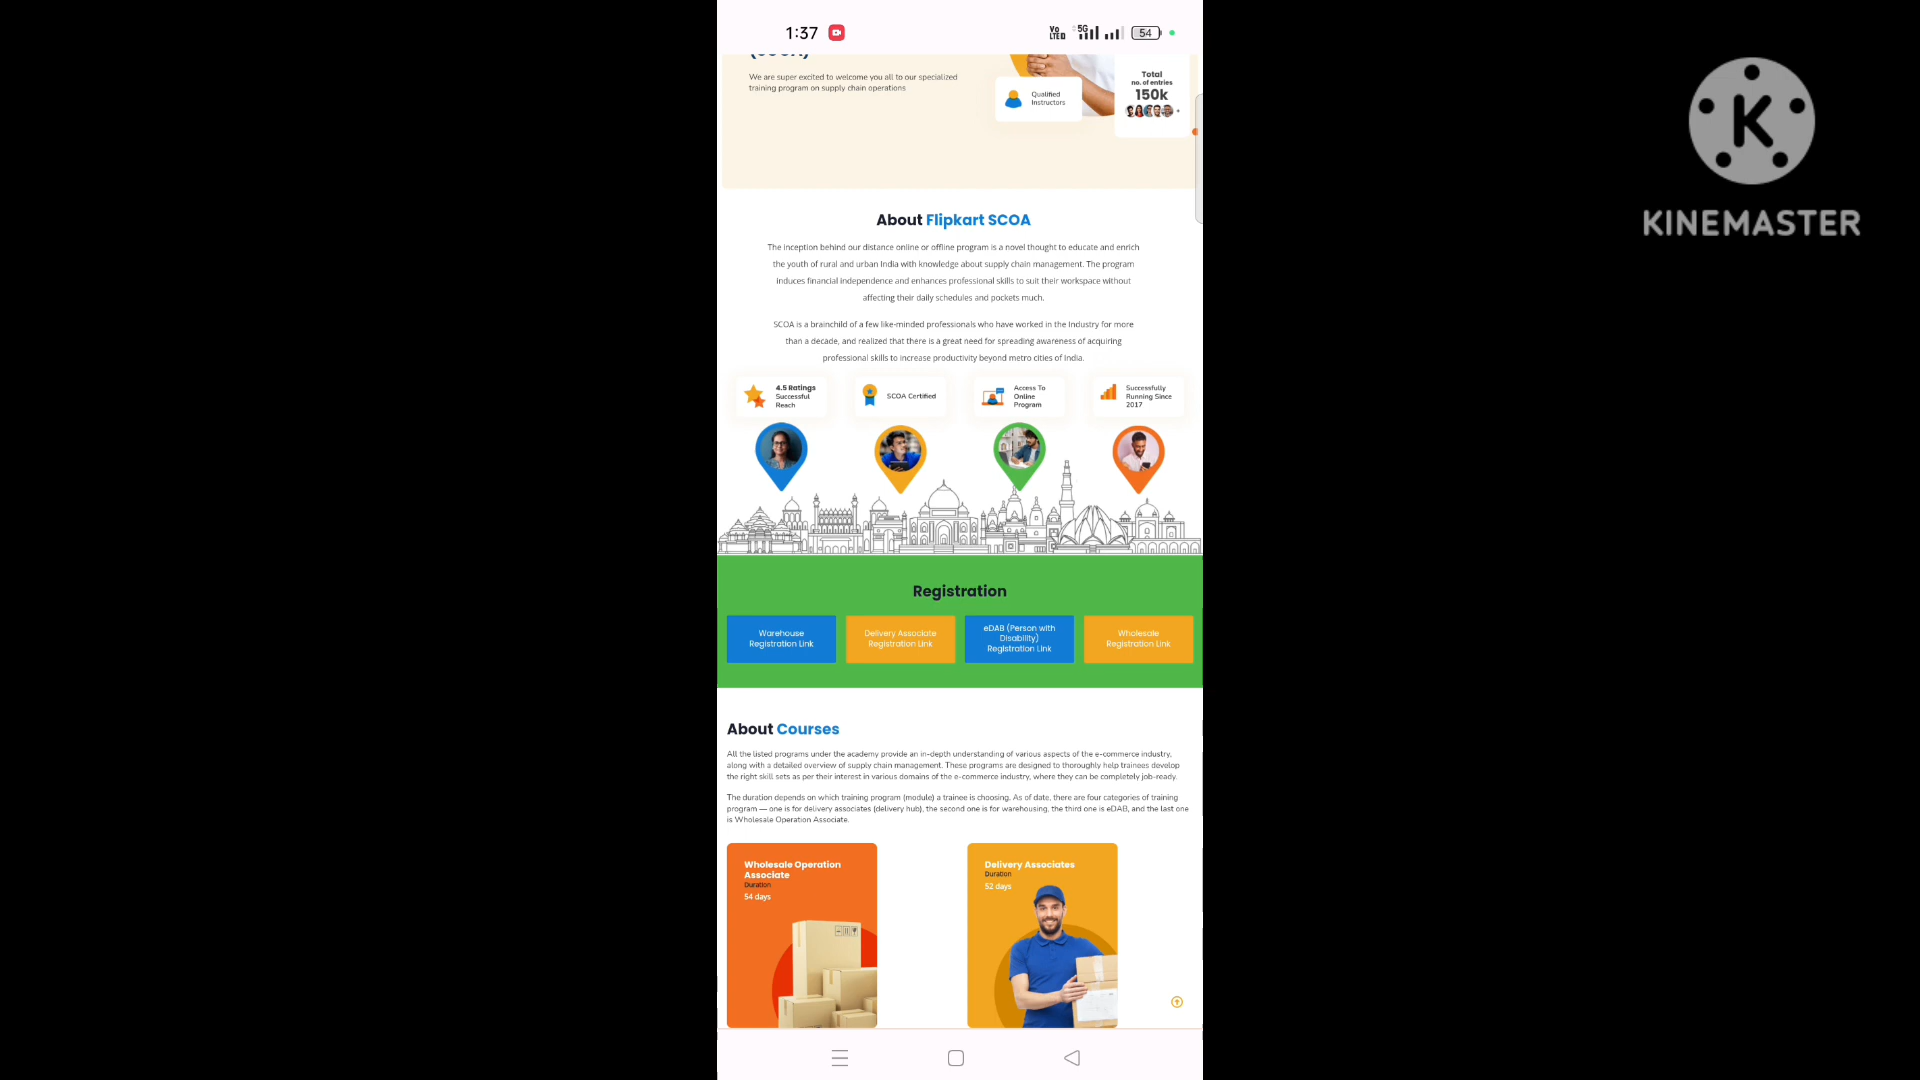 1:37
Vo
LTE
5G
54
We are super excited to welcome you all to our specialized
training program on supply chain operations
Qualified
Instructors
Total
no. of entries
150k
+
KINEMASTER
About Flipkart SCOA
The inception behind our distance online or offline program is a novel thought to educate and enrich
the youth of rural and urban India with knowledge about supply chain management. The program
induces financial independence and enhances professional skills to suit their workspace without
affecting their daily schedules and pockets much.
SCOA is a brainchild of a few like-minded professionals who have worked in the Industry for more
than a decade, and realized that there is a great need for spreading awareness of acquiring
professional skills to increase productivity beyond metro cities of India.
4.5 Ratings
Successful
Reach
SCOA Certified
Access To
Online
Program
Successfully
Running Since
2017
Registration
Warehouse
Registration Link
Delivery Associate
Registration Link
eDAB (Person with
Disability)
Registration Link
Wholesale
Registration Link
About Courses
All the listed programs under the academy provide an in-depth understanding of various aspects of the e-commerce industry,
along with a detailed overview of supply chain management. These programs are designed to thoroughly help trainees develop
the right skill sets as per their interest in various domains of the e-commerce industry, where they can be completely job-ready.
The duration depends on which training program (module) a trainee is choosing. As of date, there are four categories of training
program — one is for delivery associates (delivery hub), the second one is for warehousing, the third one is eDAB, and the last one
is Wholesale Operation Associate.
Wholesale Operation
Associate
Duration
54 days
Delivery Associates
Duration
52 days